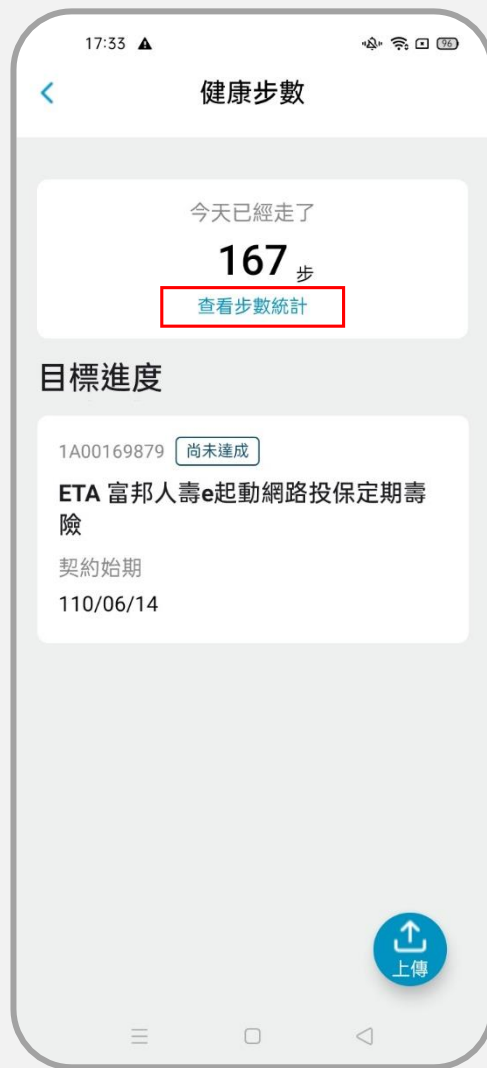 17:33
96
健康步數
今天已經走了
167 步
查看步數統計
目標進度
1A00169879 尚未達成
ETA 富邦人壽e起動網路投保定期壽
險
契約始期
110/06/14
上傳